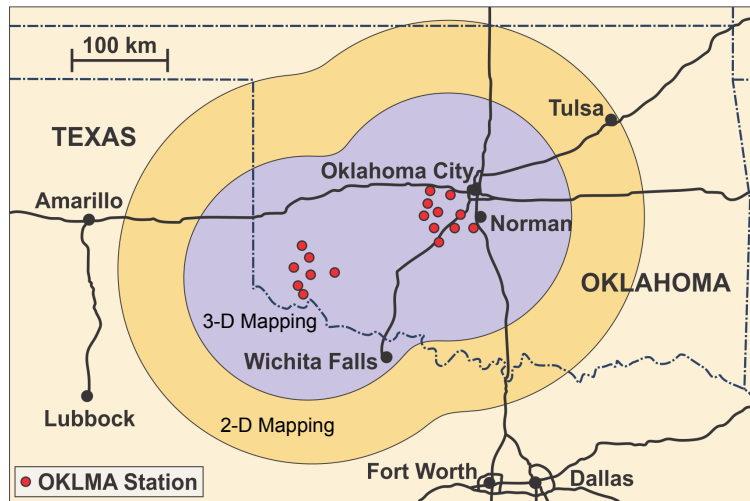 100 km
TEXAS
Tulsa
Oklahoma City
Amarillo
Norman
OKLAHOMA
3-D Mapping
Wichita Falls
Lubbock
2-D Mapping
Fort Worth
Dallas
OKLMA Station